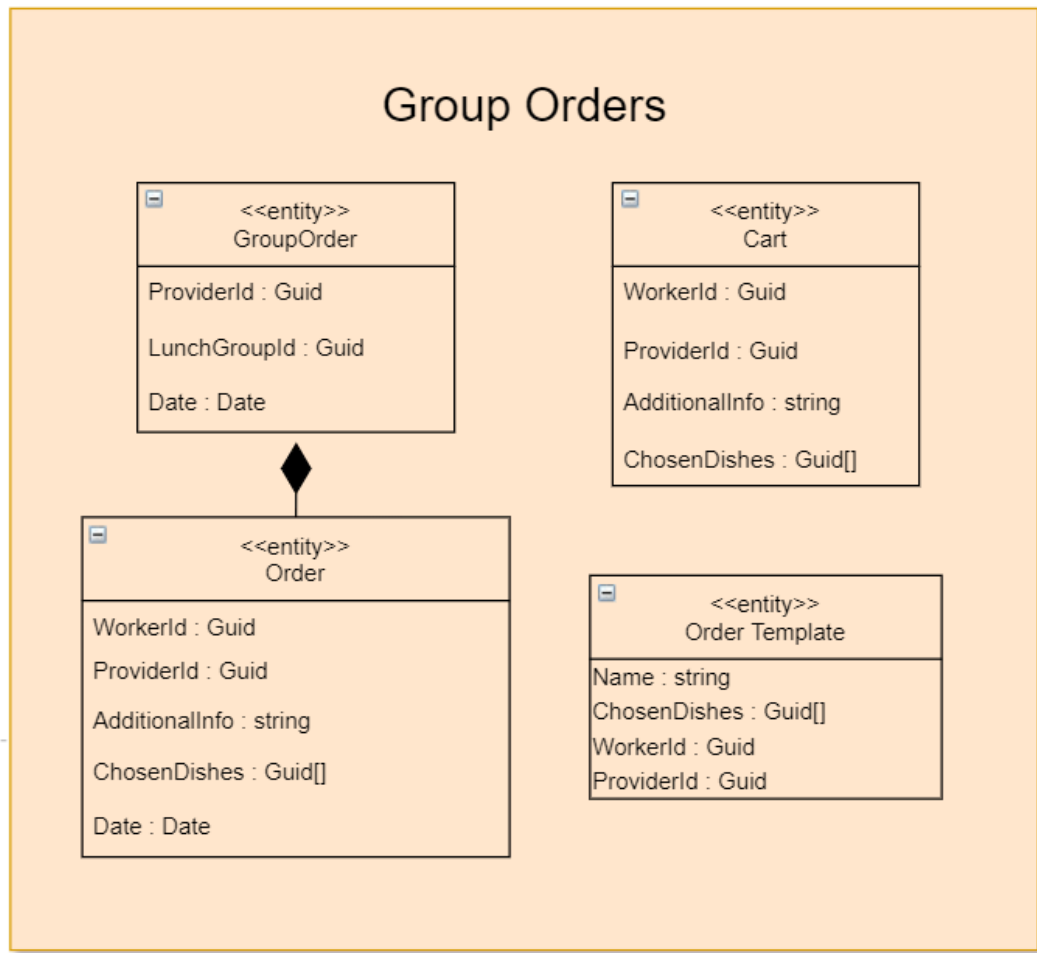 Group Orders
<<entity>>
GroupOrder
ProviderId : Guid
LunchGroupId : Guid
Date : Date
<<entity>>
Cart
WorkerId : Guid
ProviderId : Guid
AdditionalInfo : string
ChosenDishes : Guid[]
<<entity>>
Order
WorkerId : Guid
ProviderId : Guid
AdditionalInfo : string
ChosenDishes : Guid[]
Date : Date
<<entity>>
Order Template
Name : string
ChosenDishes : Guid[]
WorkerId : Guid
ProviderId : Guid